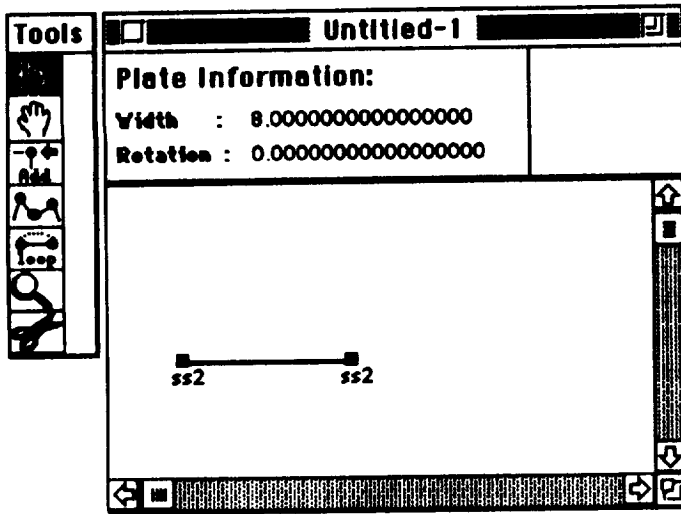 Tools
Untitled-1
Plate Information:
Width : 8.0000000000000000
Rotation : 0.00000000000000000
Add
loop
ss2 ss2